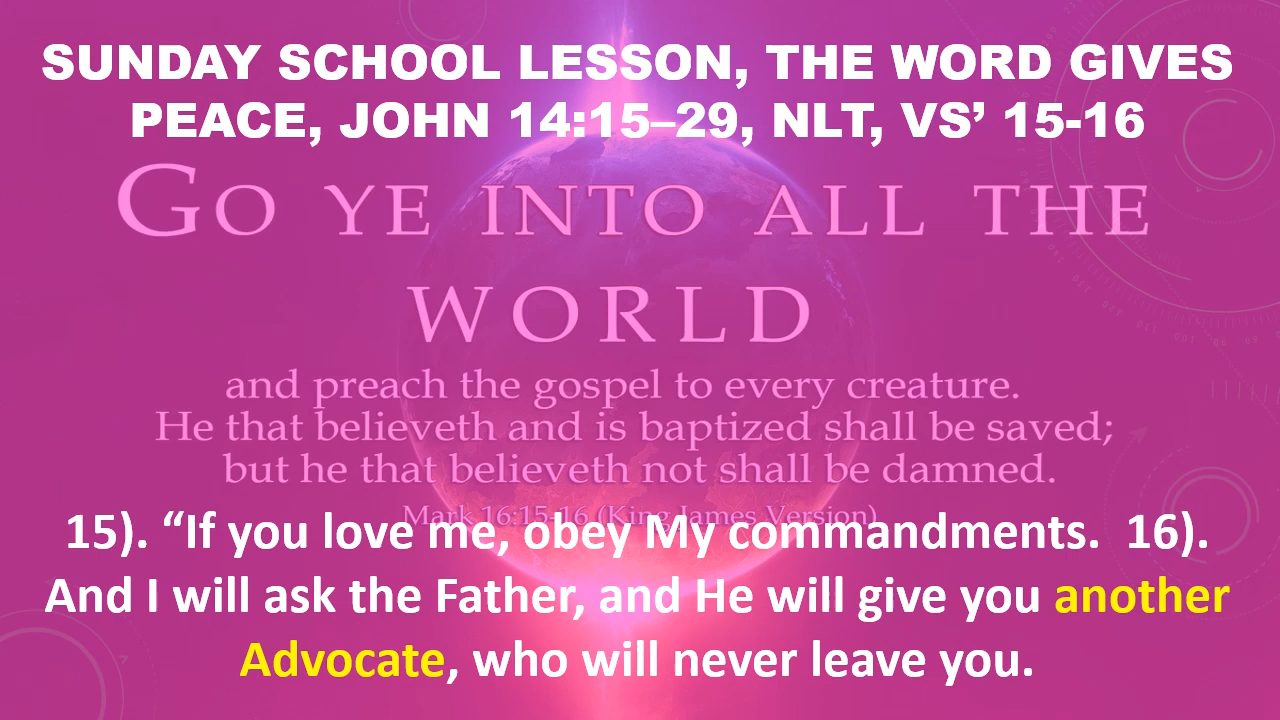 SUNDAY SCHOOL LESSON, THE WORD GIVES
PEACE, JOHN 14:15–29, NLT, VS’ 15-16
GO YE INTO ALL THE
WORLD
and preach the gospel to every creature.
He that believeth and is baptized shall be saved;
but he that believeth not shall be damned.
Mark 16:15-16 (King James Version)
15). “If you love me, obey My commandments.  16).
And I will ask the Father, and He will give you another
Advocate, who will never leave you.